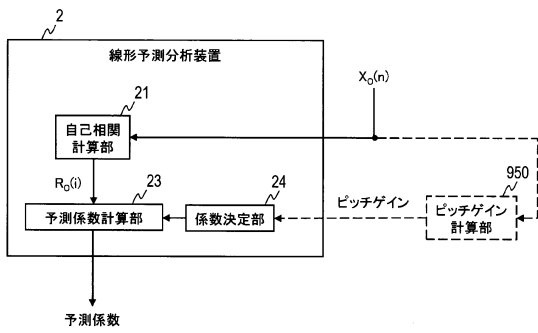 2
線形予測分析装置
X₀(n)
21
自己相関
計算部
R₀(i)
23
24
950
予測係数計算部
係数決定部
ピッチゲイン
ピッチゲイン
計算部
予測係数